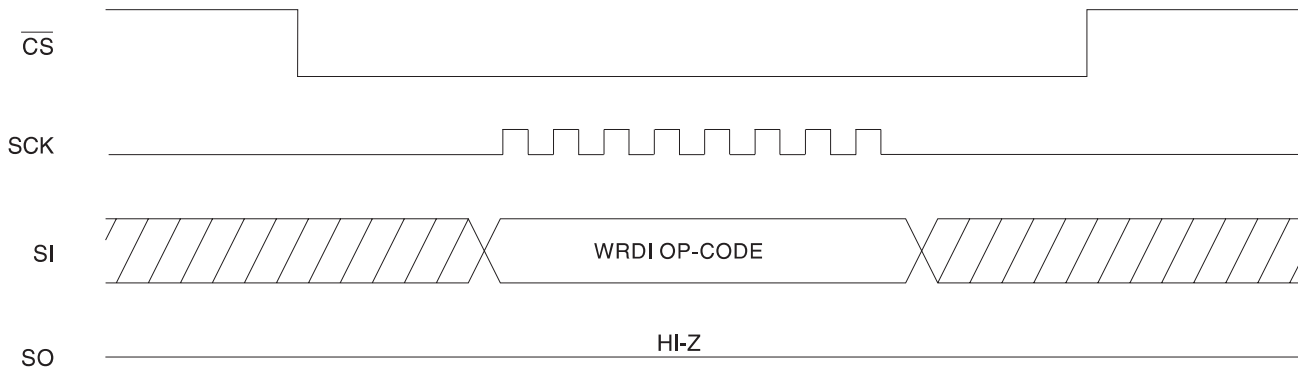 CS
SCK
SI
WRDI OP-CODE
HI-Z
SO